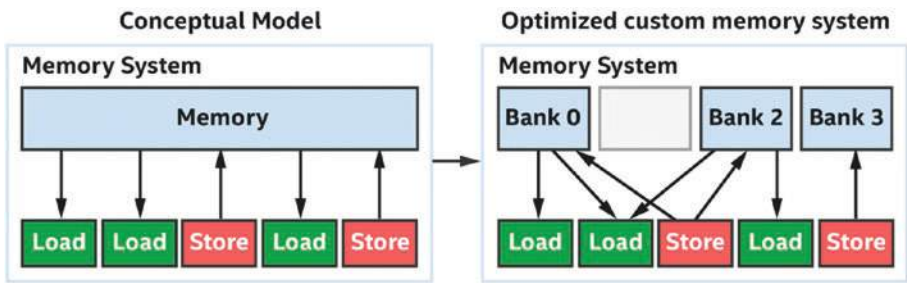 Conceptual Model
Optimized custom memory system
Memory System
Memory
Load Load Store Load Store
Memory System
Bank 0 Bank 2 Bank 3
Load Load Store Load Store